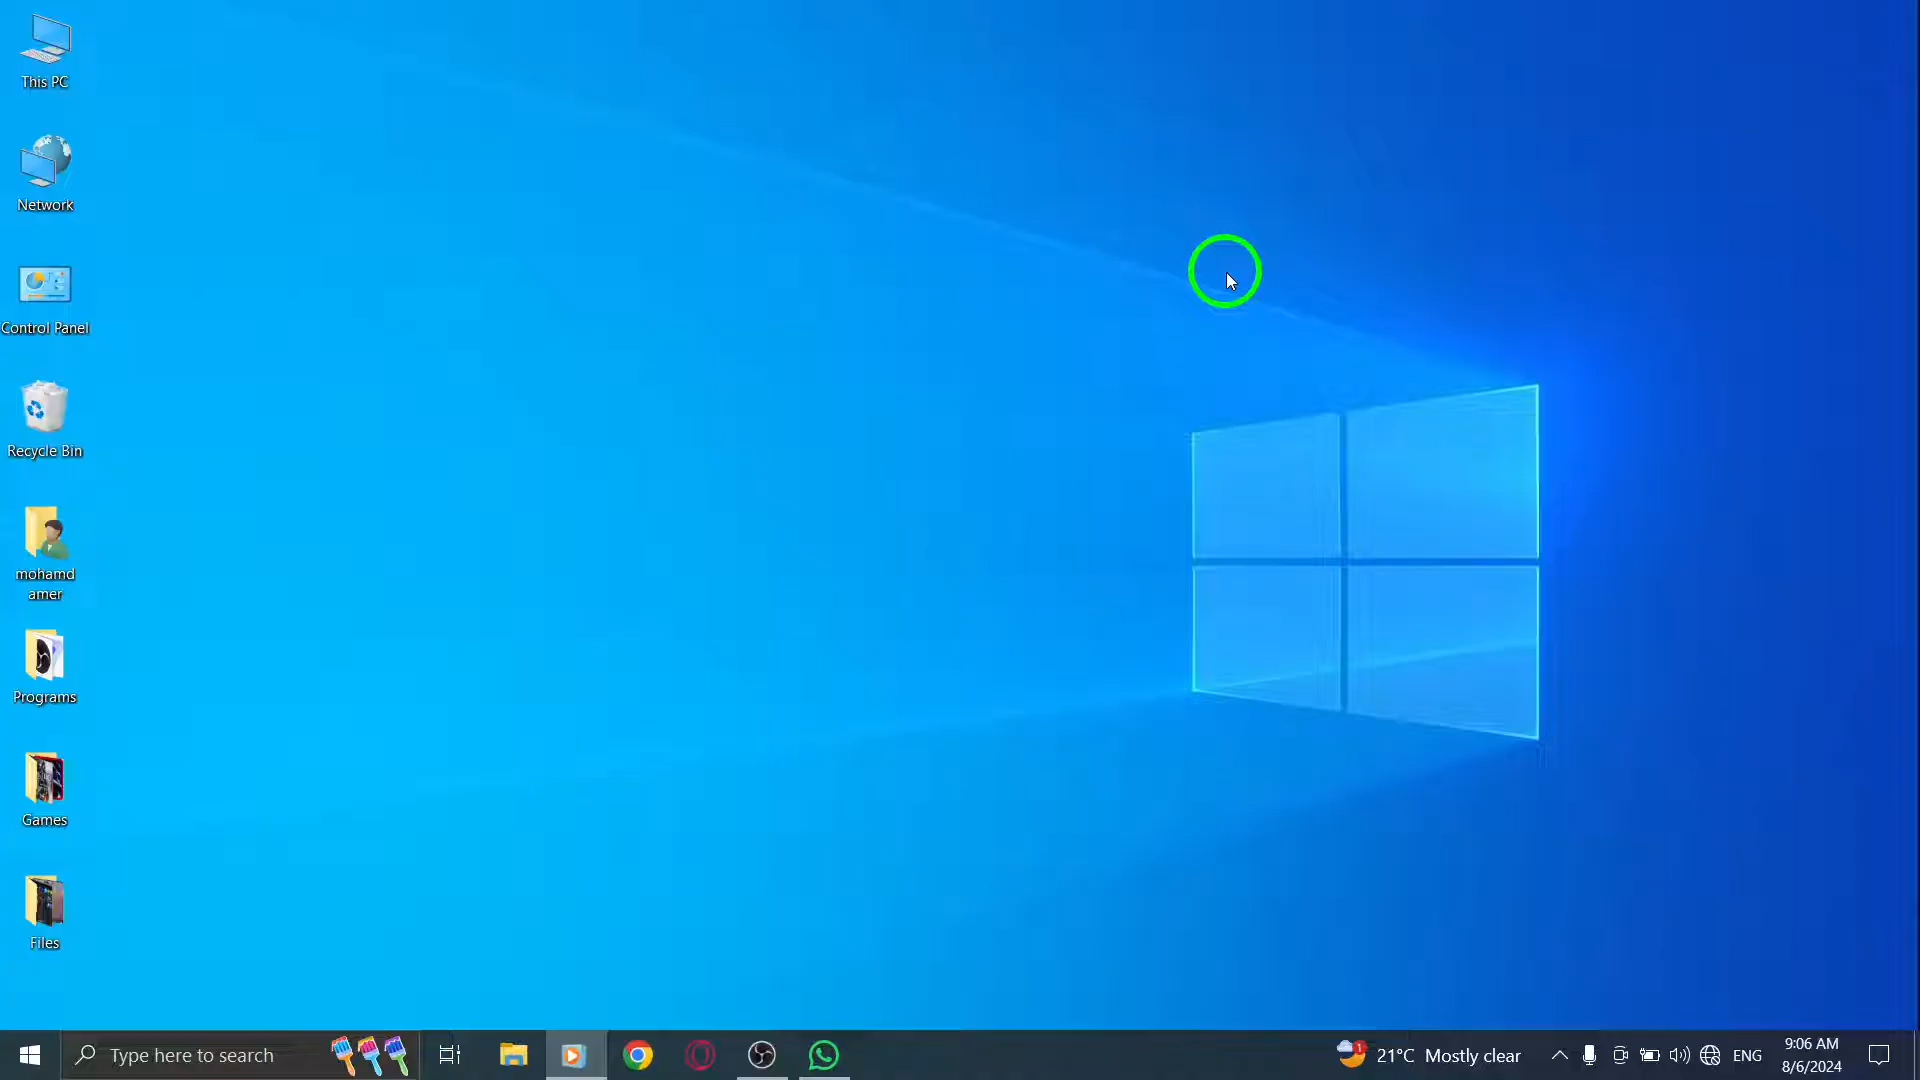 This PC
Network
Control Panel
Recycle Bin
mohamd
amer
Programs
Games
Files
Type here to search
1
21°C Mostly clear
ENG
9:06 AM
8/6/2024